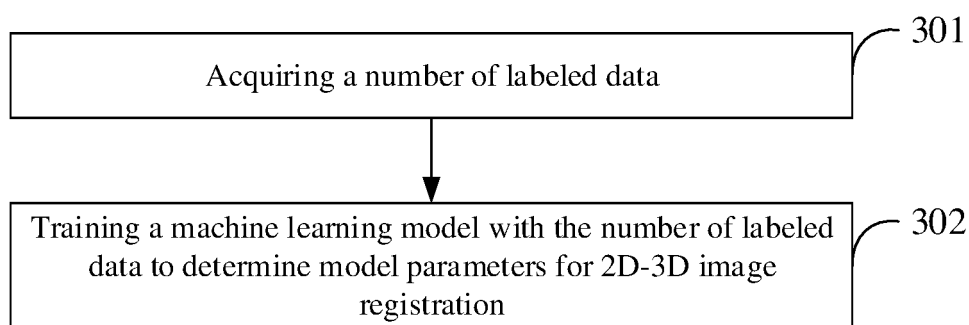 301
Acquiring a number of labeled data
302
Training a machine learning model with the number of labeled
data to determine model parameters for 2D-3D image
registration